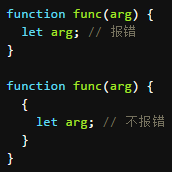 function func(arg) {
  let arg; // 报错
}
function func(arg) {
  {
    let arg; // 不报错
  }
}